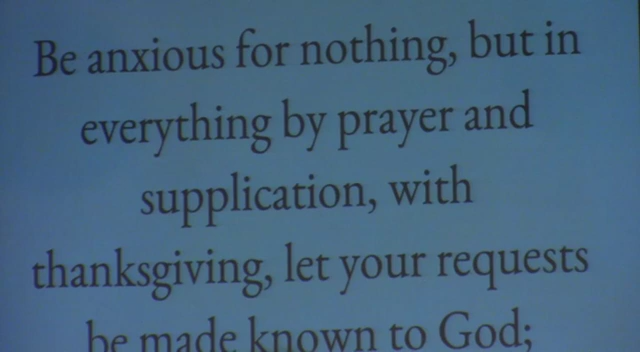 Be anxious for nothing, but in
everything by prayer and
supplication, with
thanksgiving, let your requests
be made known to God;